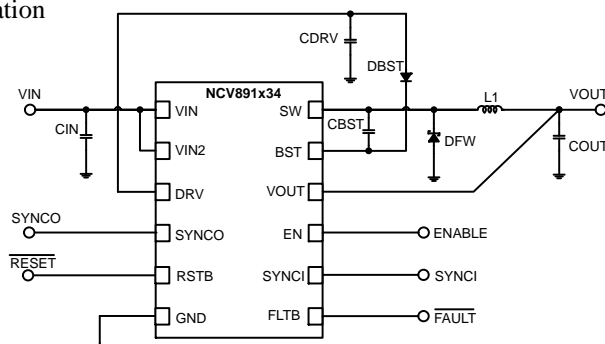 ation
CDRV
DBST
NCV891x34
VIN
CIN
VIN
VIN2
DRV
SYNCO
RSTB
GND
SW
BST
VOUT
EN
SYNCI
FLTB
CBST
DFW
L1
VOUT
COUT
SYNCO
RESET
ENABLE
SYNCI
FAULT